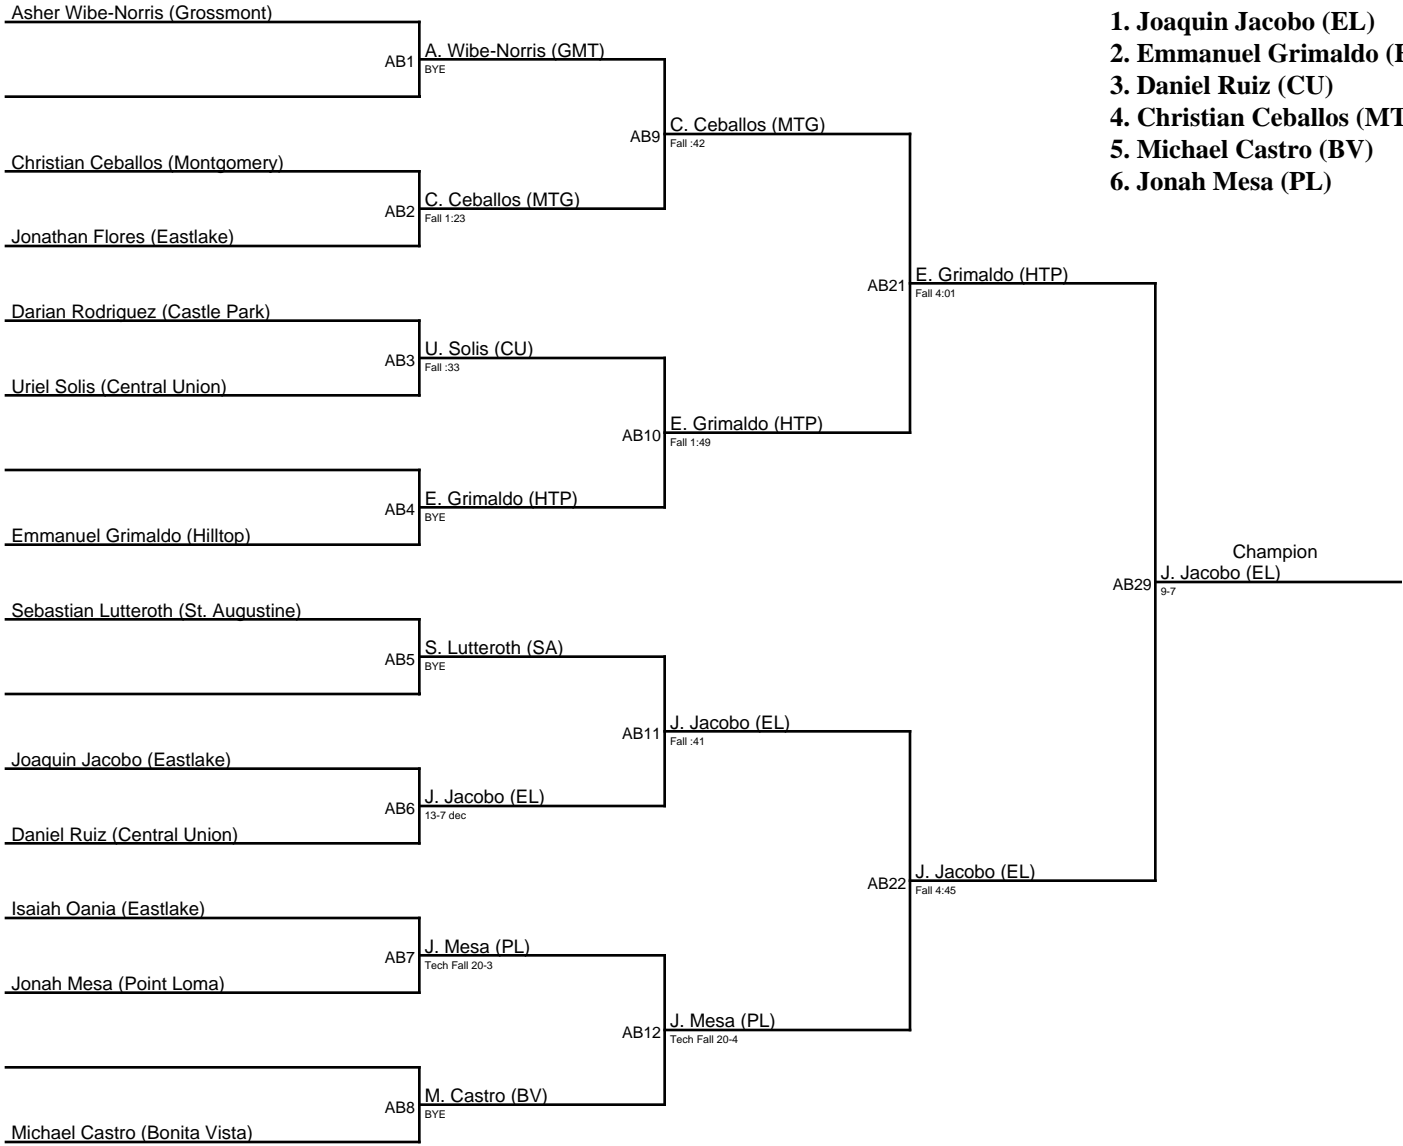 Asher Wibe-Norris (Grossmont)
AB1
A. Wibe-Norris (GMT)
BYE
Christian Ceballos (Montgomery)
AB2
C. Ceballos (MTG)
Fall 1:23
Jonathan Flores (Eastlake)
AB9
C. Ceballos (MTG)
Fall :42
Darian Rodriguez (Castle Park)
AB3
U. Solis (CU)
Fall :33
Uriel Solis (Central Union)
AB10
E. Grimaldo (HTP)
Fall 1:49
AB4
E. Grimaldo (HTP)
BYE
Emmanuel Grimaldo (Hilltop)
AB21
E. Grimaldo (HTP)
Fall 4:01
Sebastian Lutteroth (St. Augustine)
AB5
S. Lutteroth (SA)
BYE
AB11
J. Jacobo (EL)
Fall :41
Joaquin Jacobo (Eastlake)
AB6
J. Jacobo (EL)
13-7 dec
Daniel Ruiz (Central Union)
AB22
J. Jacobo (EL)
Fall 4:45
Isaiah Oania (Eastlake)
AB7
J. Mesa (PL)
Tech Fall 20-3
Jonah Mesa (Point Loma)
AB12
J. Mesa (PL)
Tech Fall 20-4
AB8
M. Castro (BV)
BYE
Michael Castro (Bonita Vista)
Champion
AB29
J. Jacobo (EL)
9-7
1. Joaquin Jacobo (EL)
2. Emmanuel Grimaldo (
3. Daniel Ruiz (CU)
4. Christian Ceballos (MT
5. Michael Castro (BV)
6. Jonah Mesa (PL)